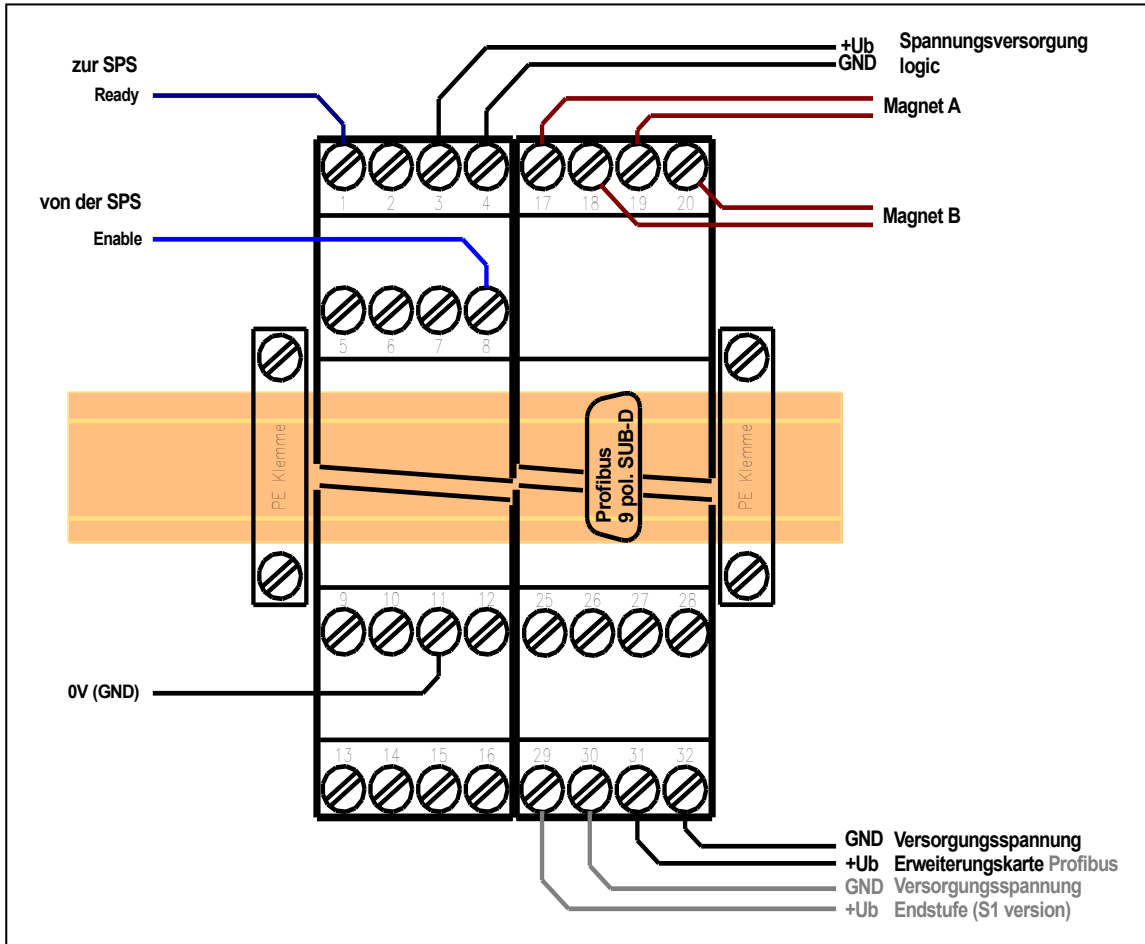 +Ub Spannungsversorgung
zur SPS
GND logic
Ready
Magnet A
1 2 3 4 17 18 19 20
von der SPS
Magnet B
Enable
5 6 7 8
PE Klemme
Profibus
9 pol. SUB-D
PE Klemme
9 10 11 12 25 26 27 28
0V (GND)
13 14 15 16 29 30 31 32
GND Versorgungsspannung
+Ub Erweiterungskarte Profibus
GND Versorgungsspannung
+Ub Endstufe (S1 version)